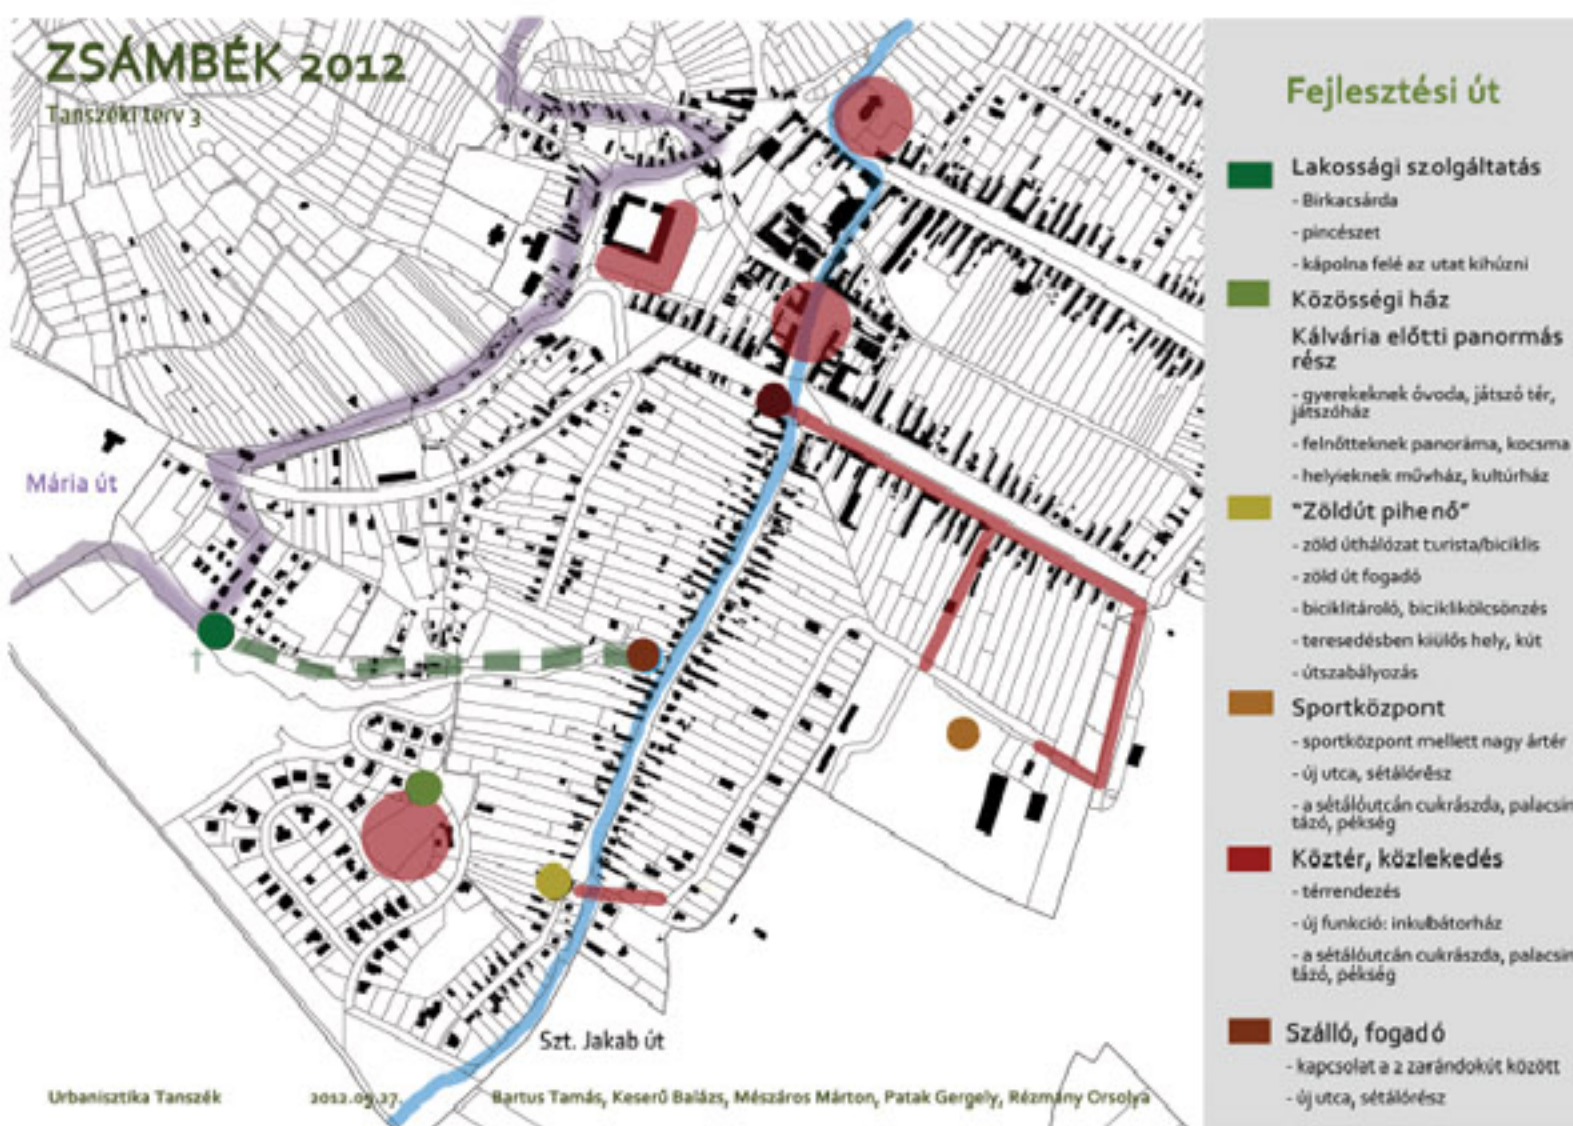 ZSÁMBÉK 2012
Tanszéki terv 3
Mária út
Szt. Jakab út
Urbanisztika Tanszék
2012.09.27.
Bartus Tamás, Keserű Balázs, Mészáros Márton, Patak Gergely, Rézmány Orsolya
Fejlesztési út
Lakossági szolgáltatás
- Birkacsárda
- pincészet
- kápolna felé az utat kihúzni
Közösségi ház
Kálvária előtti panormás
rész
- gyerekeknek óvoda, játszó tér,
játszóház
- felnőtteknek panoráma, kocsma
- helyieknek művház, kultúrház
"Zöldút pihenő"
- zöld úthálózat turista/biciklis
- zöld út fogadó
- biciklitároló, biciklikölcsönzés
- teresedésben kiülős hely, kút
- útszabályozás
Sportközpont
- sportközpont mellett nagy ártér
- új utca, sétálórész
- a sétálóutcán cukrászda, palacsin
tázó, pékség
Köztér, közlekedés
- térrendezés
- új funkció: inkubátorház
- a sétálóutcán cukrászda, palacsin
tázó, pékség
Szálló, fogadó
- kapcsolat a 2 zarándokút között
- új utca, sétálórész